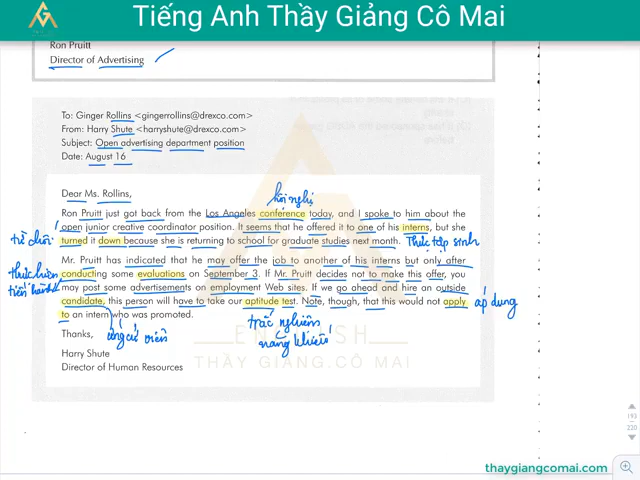 Tiếng Anh Thầy Giảng Cô Mai
Ron Pruitt
Director of Advertising
To: Ginger Rollins <gingerrollins@drexco.com>
From: Harry Shute <harryshute@drexco.com>
Subject: Open advertising department position
Date: August 16
Dear Ms. Rollins,
hội nghị
Ron Pruitt just got back from the Los Angeles conference today, and I spoke to him about the
open junior creative coordinator position. It seems that he offered it to one of his interns, but she
từ chối
turned it down because she is returning to school for graduate studies next month.
Thực tập sinh
Mr. Pruitt has indicated that he may offer the job to another of his interns but only after
thực hiện
conducting some evaluations on September 3. If Mr. Pruitt decides not to make this offer, you
tiến hành
may post some advertisements on employment Web sites. If we go ahead and hire an outside
candidate, this person will have to take our aptitude test. Note, though, that this would not apply
áp dụng
to an intern who was promoted.
trắc nghiệm
năng khiếu
ứng cử viên
Thanks,
ENGLISH
Harry Shute
THẦY GIẢNG CÔ MAI
Director of Human Resources
193
220
thaygiangcomai.com